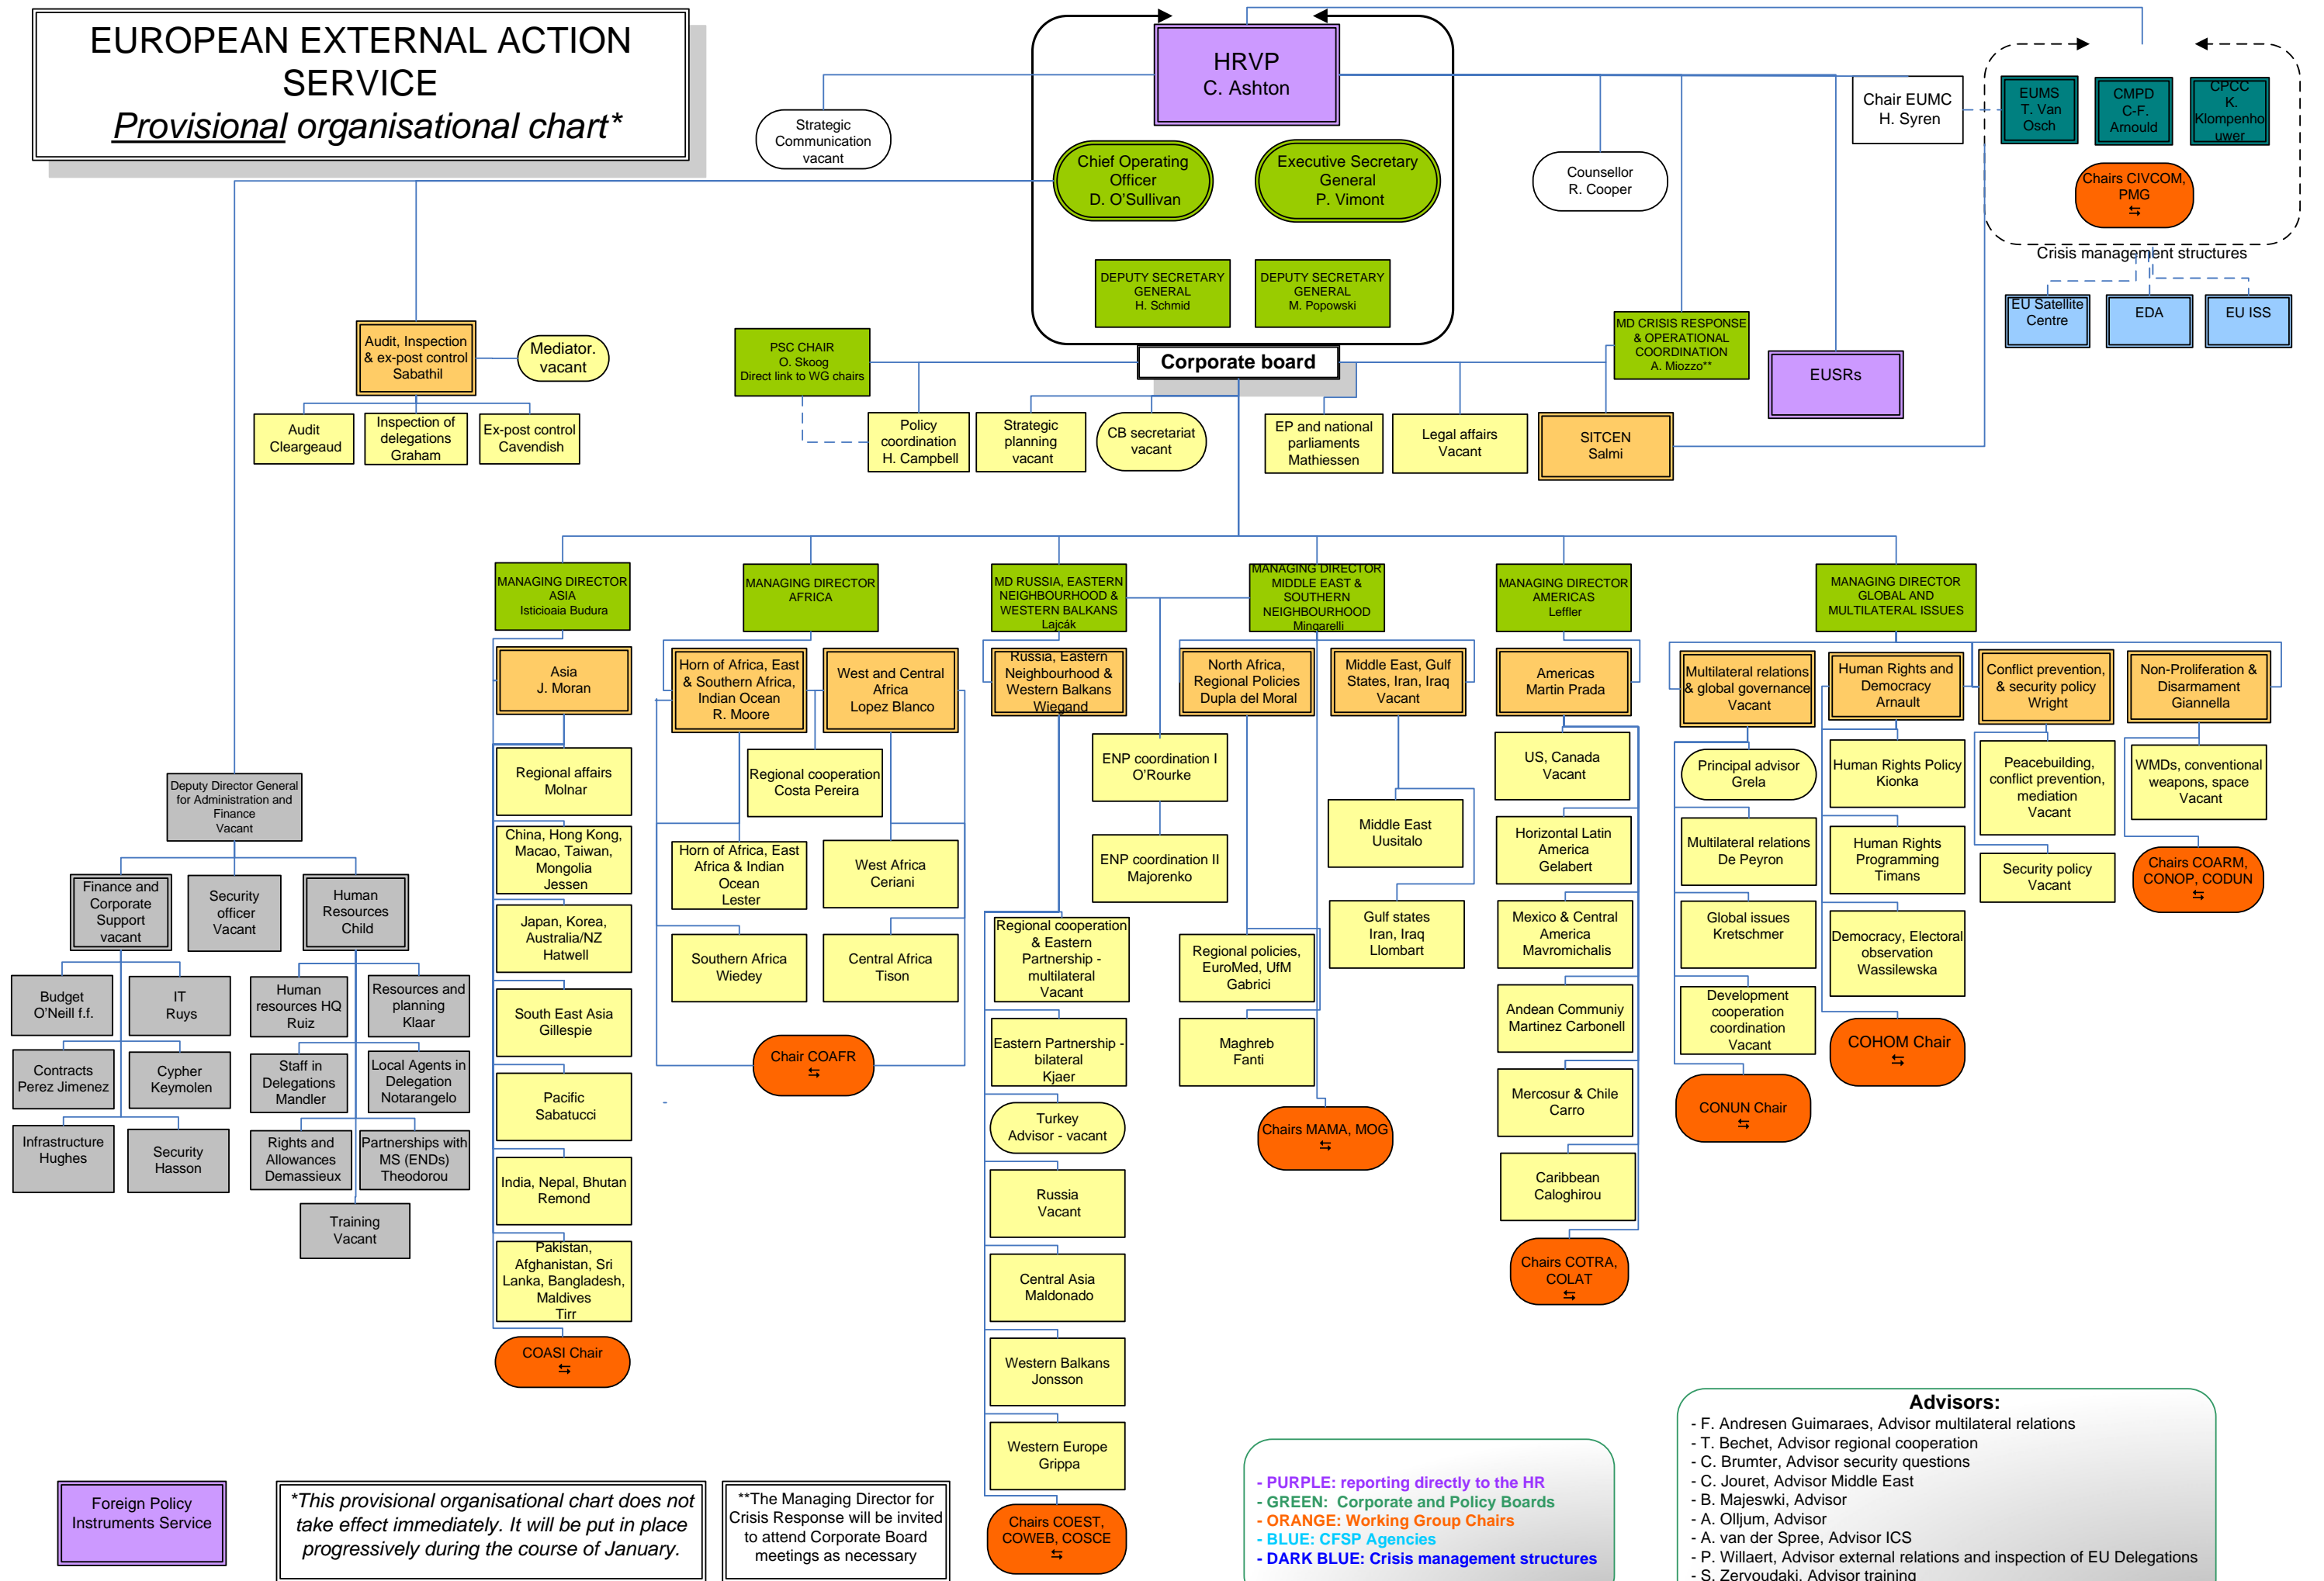 EUROPEAN EXTERNAL ACTION
SERVICE
Provisional organisational chart*
HRVP
C. Ashton
Strategic
Communication
vacant
Chief Operating
Officer
D. O'Sullivan
Executive Secretary
General
P. Vimont
Counsellor
R. Cooper
Chair EUMC
H. Syren
EUMS
T. Van
Osch
CMPD
C-F.
Arnould
CPCC
K.
Klompenho
uwer
Chairs CIVCOM,
PMG
⇆
Crisis management structures
EU Satellite
Centre
EDA
EU ISS
DEPUTY SECRETARY
GENERAL
H. Schmid
DEPUTY SECRETARY
GENERAL
M. Popowski
Corporate board
Audit, Inspection
& ex-post control
Sabathil
Mediator.
vacant
Audit
Cleargeaud
Inspection of
delegations
Graham
Ex-post control
Cavendish
PSC CHAIR
O. Skoog
Direct link to WG chairs
MD CRISIS RESPONSE
& OPERATIONAL
COORDINATION
A. Miozzo**
EUSRs
Policy
coordination
H. Campbell
Strategic
planning
vacant
CB secretariat
vacant
EP and national
parliaments
Mathiessen
Legal affairs
Vacant
SITCEN
Salmi
MANAGING DIRECTOR
ASIA
Isticioaia Budura
MANAGING DIRECTOR
AFRICA
MD RUSSIA, EASTERN
NEIGHBOURHOOD &
WESTERN BALKANS
Lajcák
MANAGING DIRECTOR
MIDDLE EAST &
SOUTHERN
NEIGHBOURHOOD
Mingarelli
MANAGING DIRECTOR
AMERICAS
Leffler
MANAGING DIRECTOR
GLOBAL AND
MULTILATERAL ISSUES
Asia
J. Moran
Horn of Africa, East
& Southern Africa,
Indian Ocean
R. Moore
West and Central
Africa
Lopez Blanco
Russia, Eastern
Neighbourhood &
Western Balkans
Wiegand
North Africa,
Regional Policies
Dupla del Moral
Middle East, Gulf
States, Iran, Iraq
Vacant
Americas
Martin Prada
Multilateral relations
& global governance
Vacant
Human Rights and
Democracy
Arnault
Conflict prevention,
& security policy
Wright
Non-Proliferation &
Disarmament
Giannella
Deputy Director General
for Administration and
Finance
Vacant
Finance and
Corporate
Support
vacant
Security
officer
Vacant
Human
Resources
Child
Budget
O'Neill f.f.
IT
Ruys
Human
resources HQ
Ruiz
Resources and
planning
Klaar
Contracts
Perez Jimenez
Cypher
Keymolen
Staff in
Delegations
Mandler
Local Agents in
Delegation
Notarangelo
Infrastructure
Hughes
Security
Hasson
Rights and
Allowances
Demassieux
Partnerships with
MS (ENDs)
Theodorou
Training
Vacant
Regional affairs
Molnar
China, Hong Kong,
Macao, Taiwan,
Mongolia
Jessen
Japan, Korea,
Australia/NZ
Hatwell
South East Asia
Gillespie
Pacific
Sabatucci
India, Nepal, Bhutan
Remond
Pakistan,
Afghanistan, Sri
Lanka, Bangladesh,
Maldives
Tirr
COASI Chair
⇆
Regional cooperation
Costa Pereira
Horn of Africa, East
Africa & Indian
Ocean
Lester
West Africa
Ceriani
Southern Africa
Wiedey
Central Africa
Tison
Chair COAFR
⇆
-
ENP coordination I
O'Rourke
ENP coordination II
Majorenko
Regional cooperation
& Eastern
Partnership -
multilateral
Vacant
Eastern Partnership -
bilateral
Kjaer
Turkey
Advisor - vacant
Russia
Vacant
Central Asia
Maldonado
Western Balkans
Jonsson
Western Europe
Grippa
Chairs COEST,
COWEB, COSCE
⇆
Middle East
Uusitalo
Gulf states
Iran, Iraq
Llombart
Regional policies,
EuroMed, UfM
Gabrici
Maghreb
Fanti
Chairs MAMA, MOG
⇆
US, Canada
Vacant
Horizontal Latin
America
Gelabert
Mexico & Central
America
Mavromichalis
Andean Communiy
Martinez Carbonell
Mercosur & Chile
Carro
Caribbean
Caloghirou
Chairs COTRA,
COLAT
⇆
Principal advisor
Grela
Multilateral relations
De Peyron
Global issues
Kretschmer
Development
cooperation
coordination
Vacant
CONUN Chair
⇆
Human Rights Policy
Kionka
Human Rights
Programming
Timans
Democracy, Electoral
observation
Wassilewska
COHOM Chair
⇆
Peacebuilding,
conflict prevention,
mediation
Vacant
Security policy
Vacant
WMDs, conventional
weapons, space
Vacant
Chairs COARM,
CONOP, CODUN
⇆
Foreign Policy
Instruments Service
*This provisional organisational chart does not
take effect immediately. It will be put in place
progressively during the course of January.
**The Managing Director for
Crisis Response will be invited
to attend Corporate Board
meetings as necessary
- PURPLE: reporting directly to the HR
- GREEN: Corporate and Policy Boards
- ORANGE: Working Group Chairs
- BLUE: CFSP Agencies
- DARK BLUE: Crisis management structures
Advisors:
- F. Andresen Guimaraes, Advisor multilateral relations
- T. Bechet, Advisor regional cooperation
- C. Brumter, Advisor security questions
- C. Jouret, Advisor Middle East
- B. Majeswki, Advisor
- A. Olljum, Advisor
- A. van der Spree, Advisor ICS
- P. Willaert, Advisor external relations and inspection of EU Delegations
- S. Zervoudaki, Advisor training